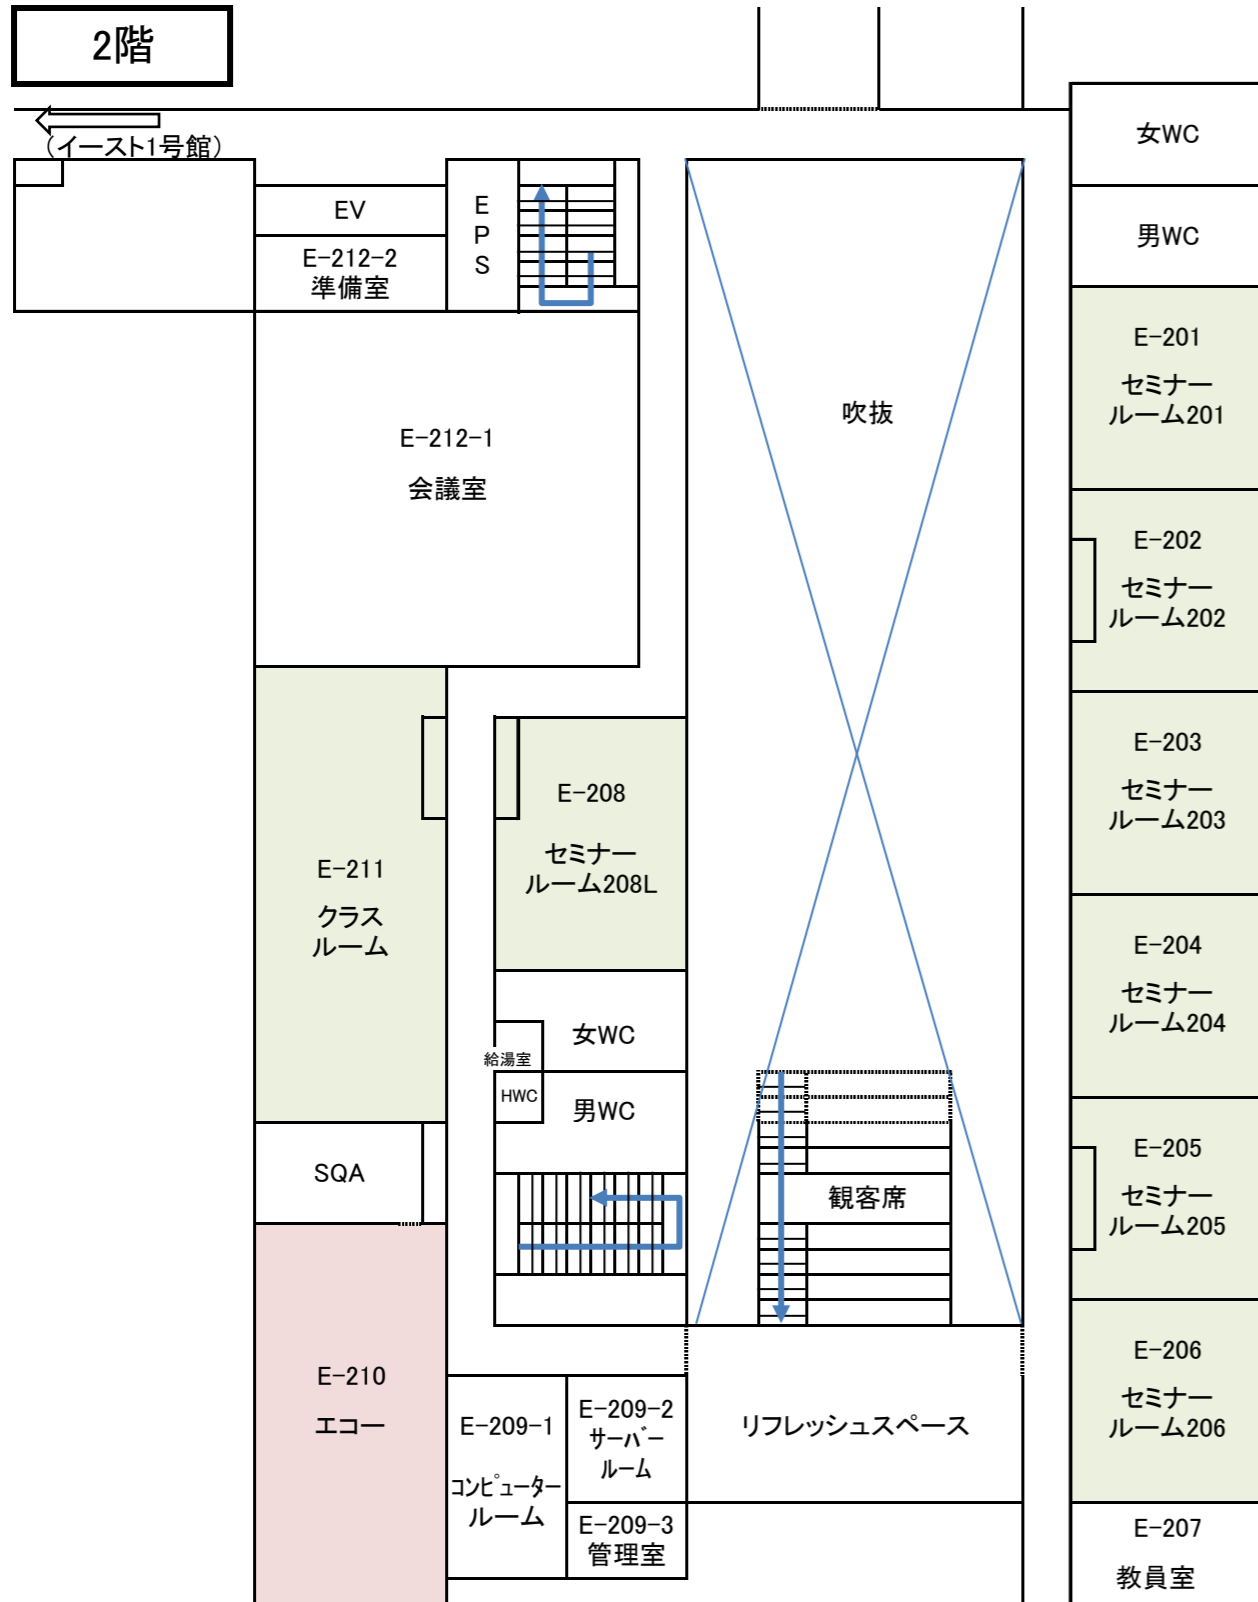 2階
(イースト1号館)
EV
E-212-2
準備室
E
P
S
E-212-1
会議室
吹抜
女WC
男WC
E-201
セミナー
ルーム201
E-202
セミナー
ルーム202
E-203
セミナー
ルーム203
E-204
セミナー
ルーム204
E-205
セミナー
ルーム205
E-206
セミナー
ルーム206
E-207
教員室
E-211
クラス
ルーム
E-208
セミナー
ルーム208L
女WC
給湯室
HWC
男WC
SQA
観客席
E-210
エコー
E-209-1
コンピューター
ルーム
E-209-2
サーバー
ルーム
E-209-3
管理室
リフレッシュスペース